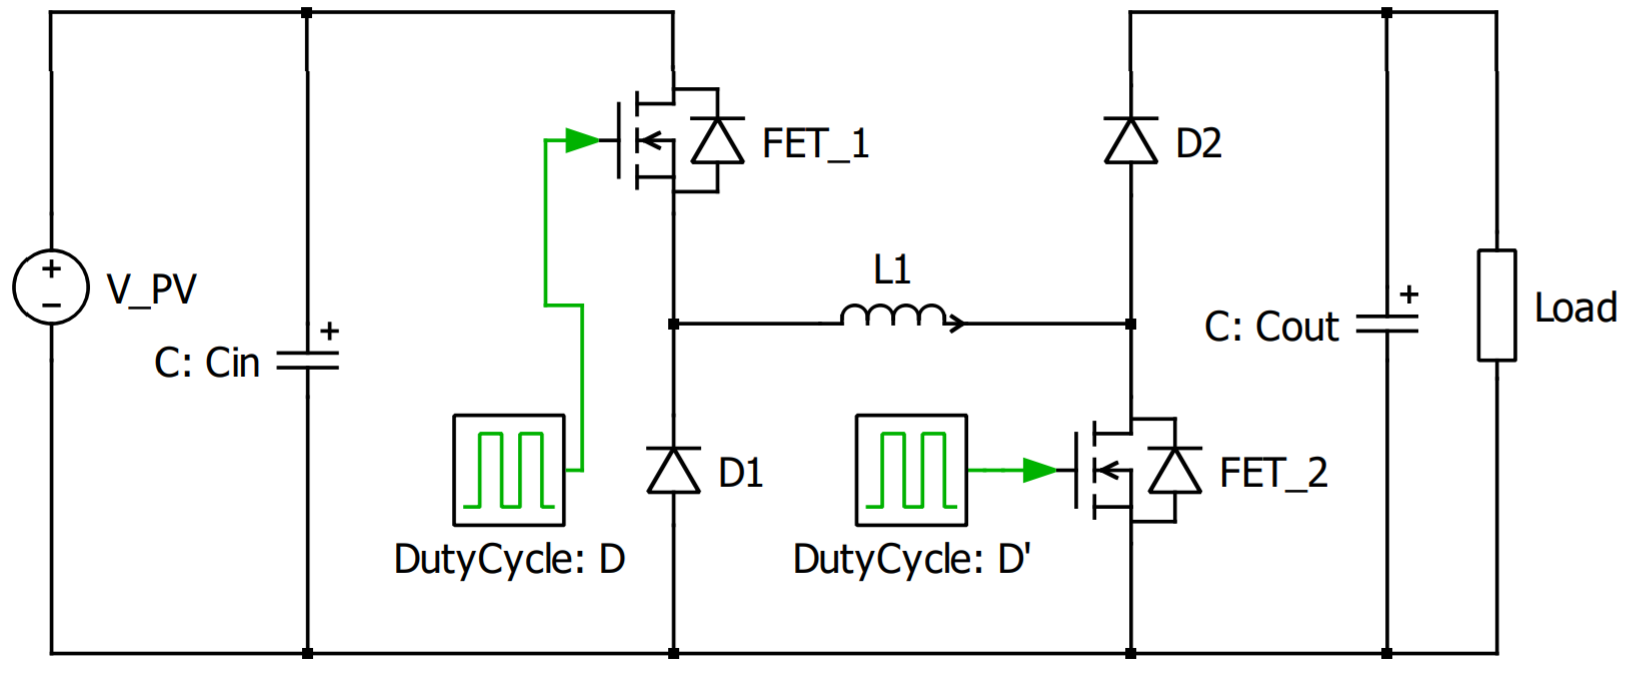 FET_1
D2
V_PV
+
−
L1
+
C: Cin
+
C: Cout
Load
D1
FET_2
DutyCycle: D
DutyCycle: D'